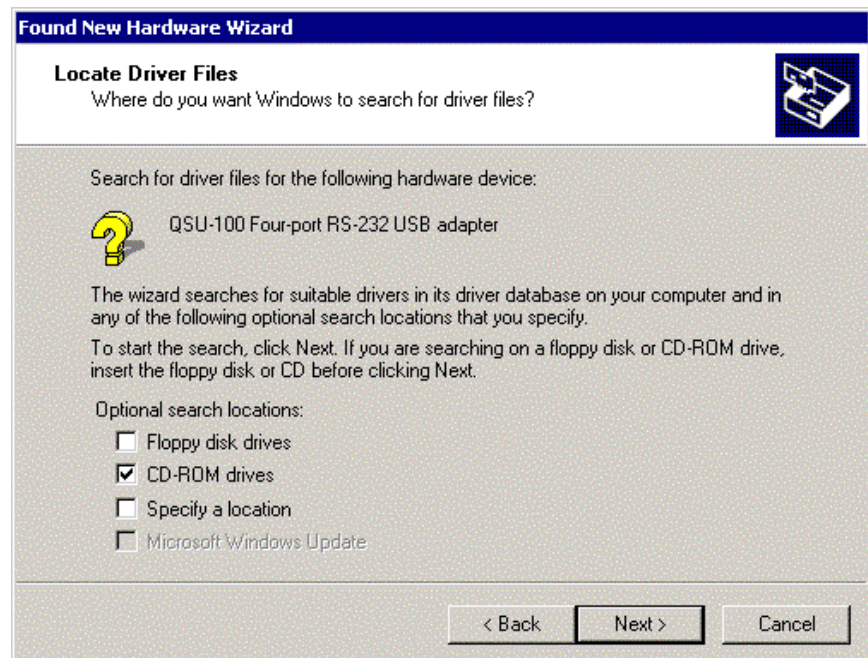 Found New Hardware Wizard
Locate Driver Files
Where do you want Windows to search for driver files?
Search for driver files for the following hardware device:
QSU-100 Four-port RS-232 USB adapter
The wizard searches for suitable drivers in its driver database on your computer and in
any of the following optional search locations that you specify.
To start the search, click Next. If you are searching on a floppy disk or CD-ROM drive,
insert the floppy disk or CD before clicking Next.
Optional search locations:
Floppy disk drives
CD-ROM drives
Specify a location
Microsoft Windows Update
< Back Next > Cancel